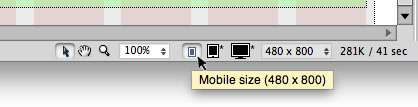 100% * * 480 x 800 281K / 41 sec
Mobile size (480 x 800)